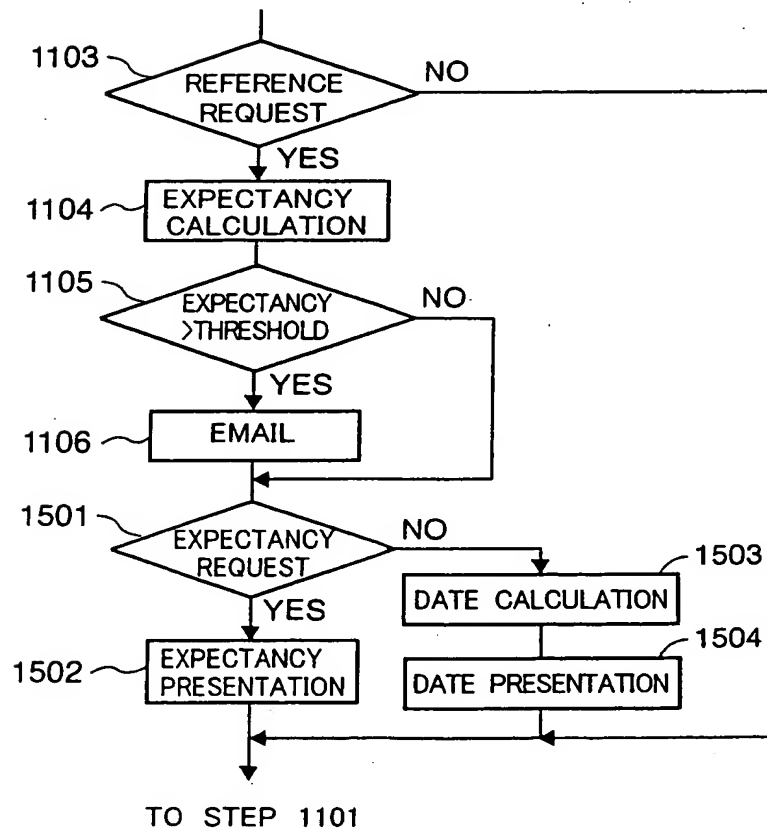 1103
REFERENCE
REQUEST
NO
YES
1104
EXPECTANCY
CALCULATION
1105
EXPECTANCY
>THRESHOLD
NO
YES
1106
EMAIL
1501
EXPECTANCY
REQUEST
NO
YES
1503
DATE CALCULATION
1502
EXPECTANCY
PRESENTATION
1504
DATE PRESENTATION
TO STEP 1101